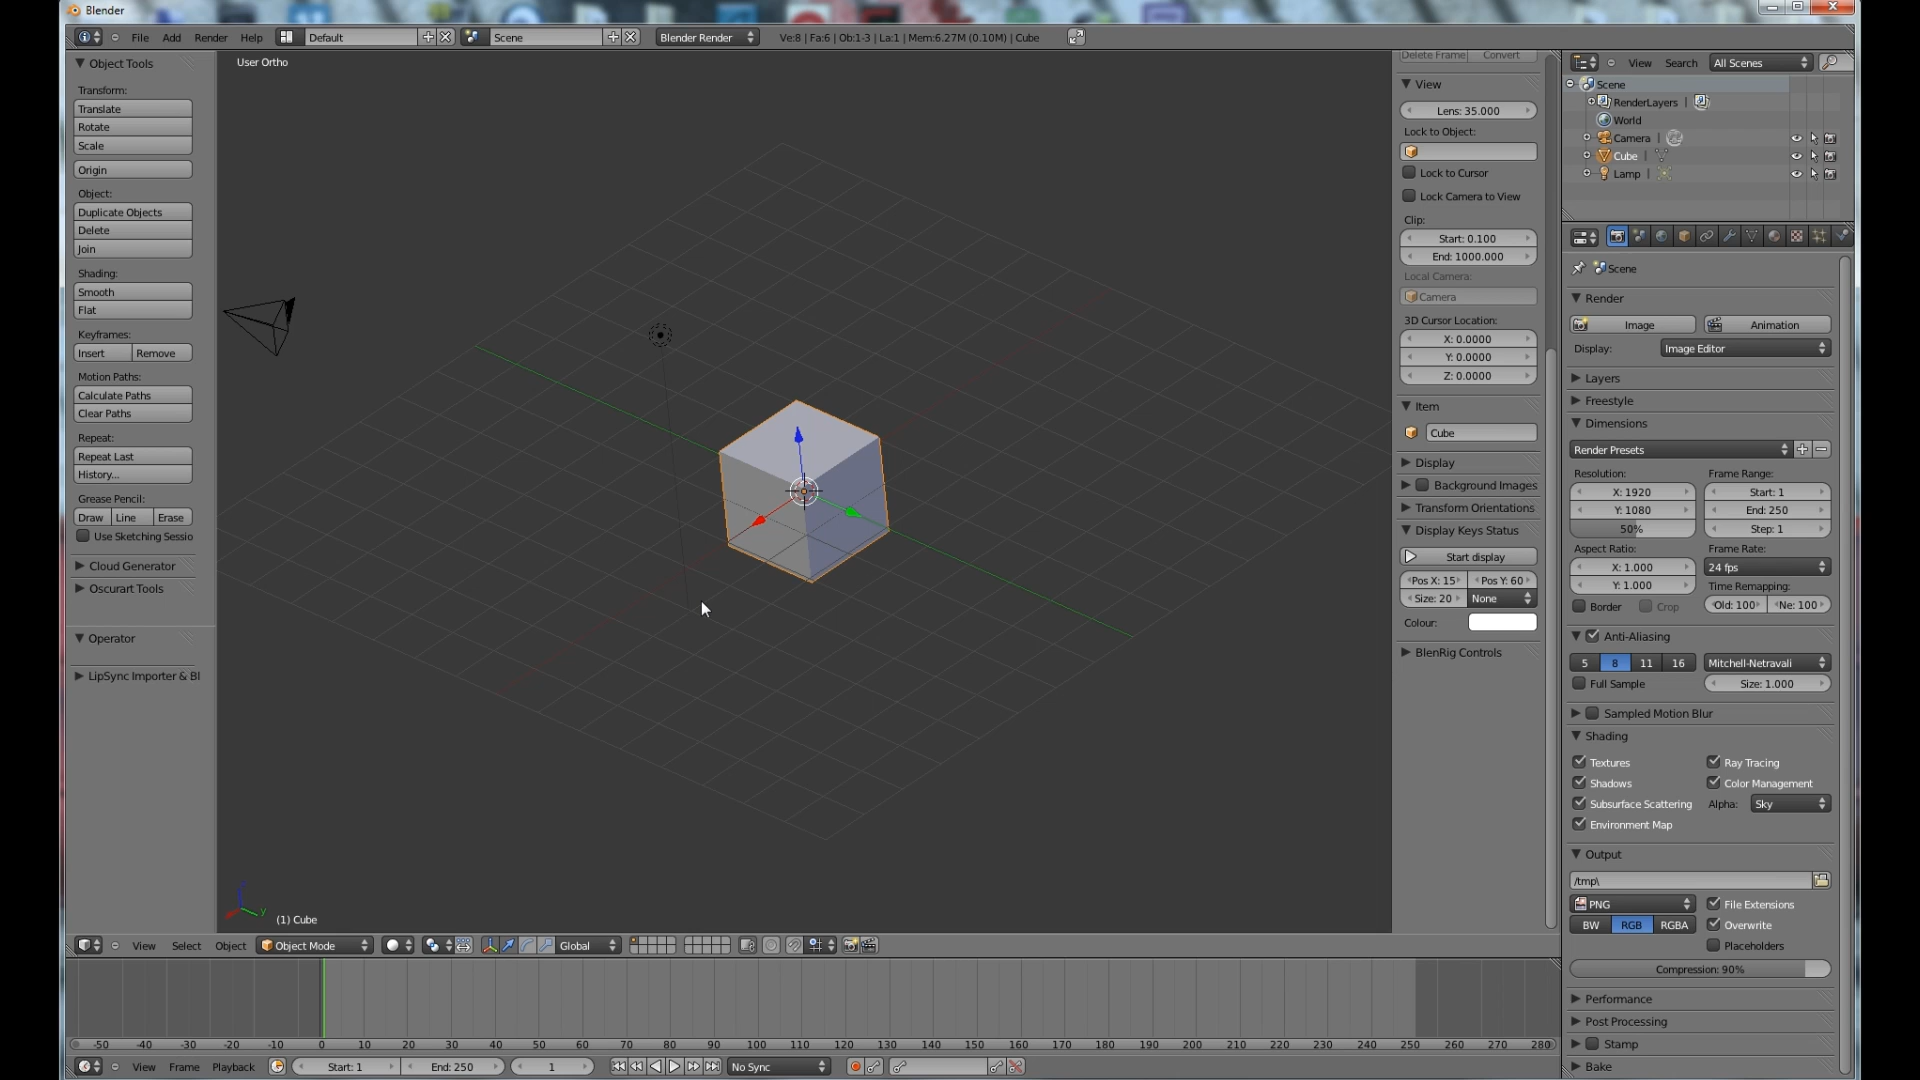 Blender
File Add Render Help Default Scene Blender Render Ve:8 | Fa:6 | Ob:1-3 | La:1 | Mem:6.27M (0.10M) | Cube
Object Tools
Transform:
Translate
Rotate
Scale
Origin
Object:
Duplicate Objects
Delete
Join
Shading:
Smooth
Flat
Keyframes:
Insert Remove
Motion Paths:
Calculate Paths
Clear Paths
Repeat:
Repeat Last
History...
Grease Pencil:
Draw Line Erase
Use Sketching Sessio
Cloud Generator
Oscurart Tools
Operator
LipSync Importer & Bl
User Ortho
(1) Cube
Delete Frame Convert
View
Lens: 35.000
Lock to Object:
Lock to Cursor
Lock Camera to View
Clip:
Start: 0.100
End: 1000.000
Local Camera:
Camera
3D Cursor Location:
X: 0.0000
Y: 0.0000
Z: 0.0000
Item
Cube
Display
Background Images
Transform Orientations
Display Keys Status
Start display
Pos X: 15 Pos Y: 60
Size: 20 None
Colour:
BlenRig Controls
View Search All Scenes
Scene
RenderLayers |
World
Camera |
Cube |
Lamp |
Scene
Render
Image Animation
Display: Image Editor
Layers
Freestyle
Dimensions
Render Presets
Resolution: Frame Range:
X: 1920 Start: 1
Y: 1080 End: 250
50% Step: 1
Aspect Ratio: Frame Rate:
X: 1.000 24 fps
Y: 1.000 Time Remapping:
Border Crop Old: 100 Ne: 100
Anti-Aliasing
5 8 11 16 Mitchell-Netravali
Full Sample Size: 1.000
Sampled Motion Blur
Shading
Textures Ray Tracing
Shadows Color Management
Subsurface Scattering Alpha: Sky
Environment Map
Output
/tmp\
PNG File Extensions
BW RGB RGBA Overwrite
Placeholders
Compression: 90%
Performance
Post Processing
Stamp
Bake
View Select Object Object Mode Global
-50 -40 -30 -20 -10 0 10 20 30 40 50 60 70 80 90 100 110 120 130 140 150 160 170 180 190 200 210 220 230 240 250 260 270 280
View Frame Playback Start: 1 End: 250 1 No Sync